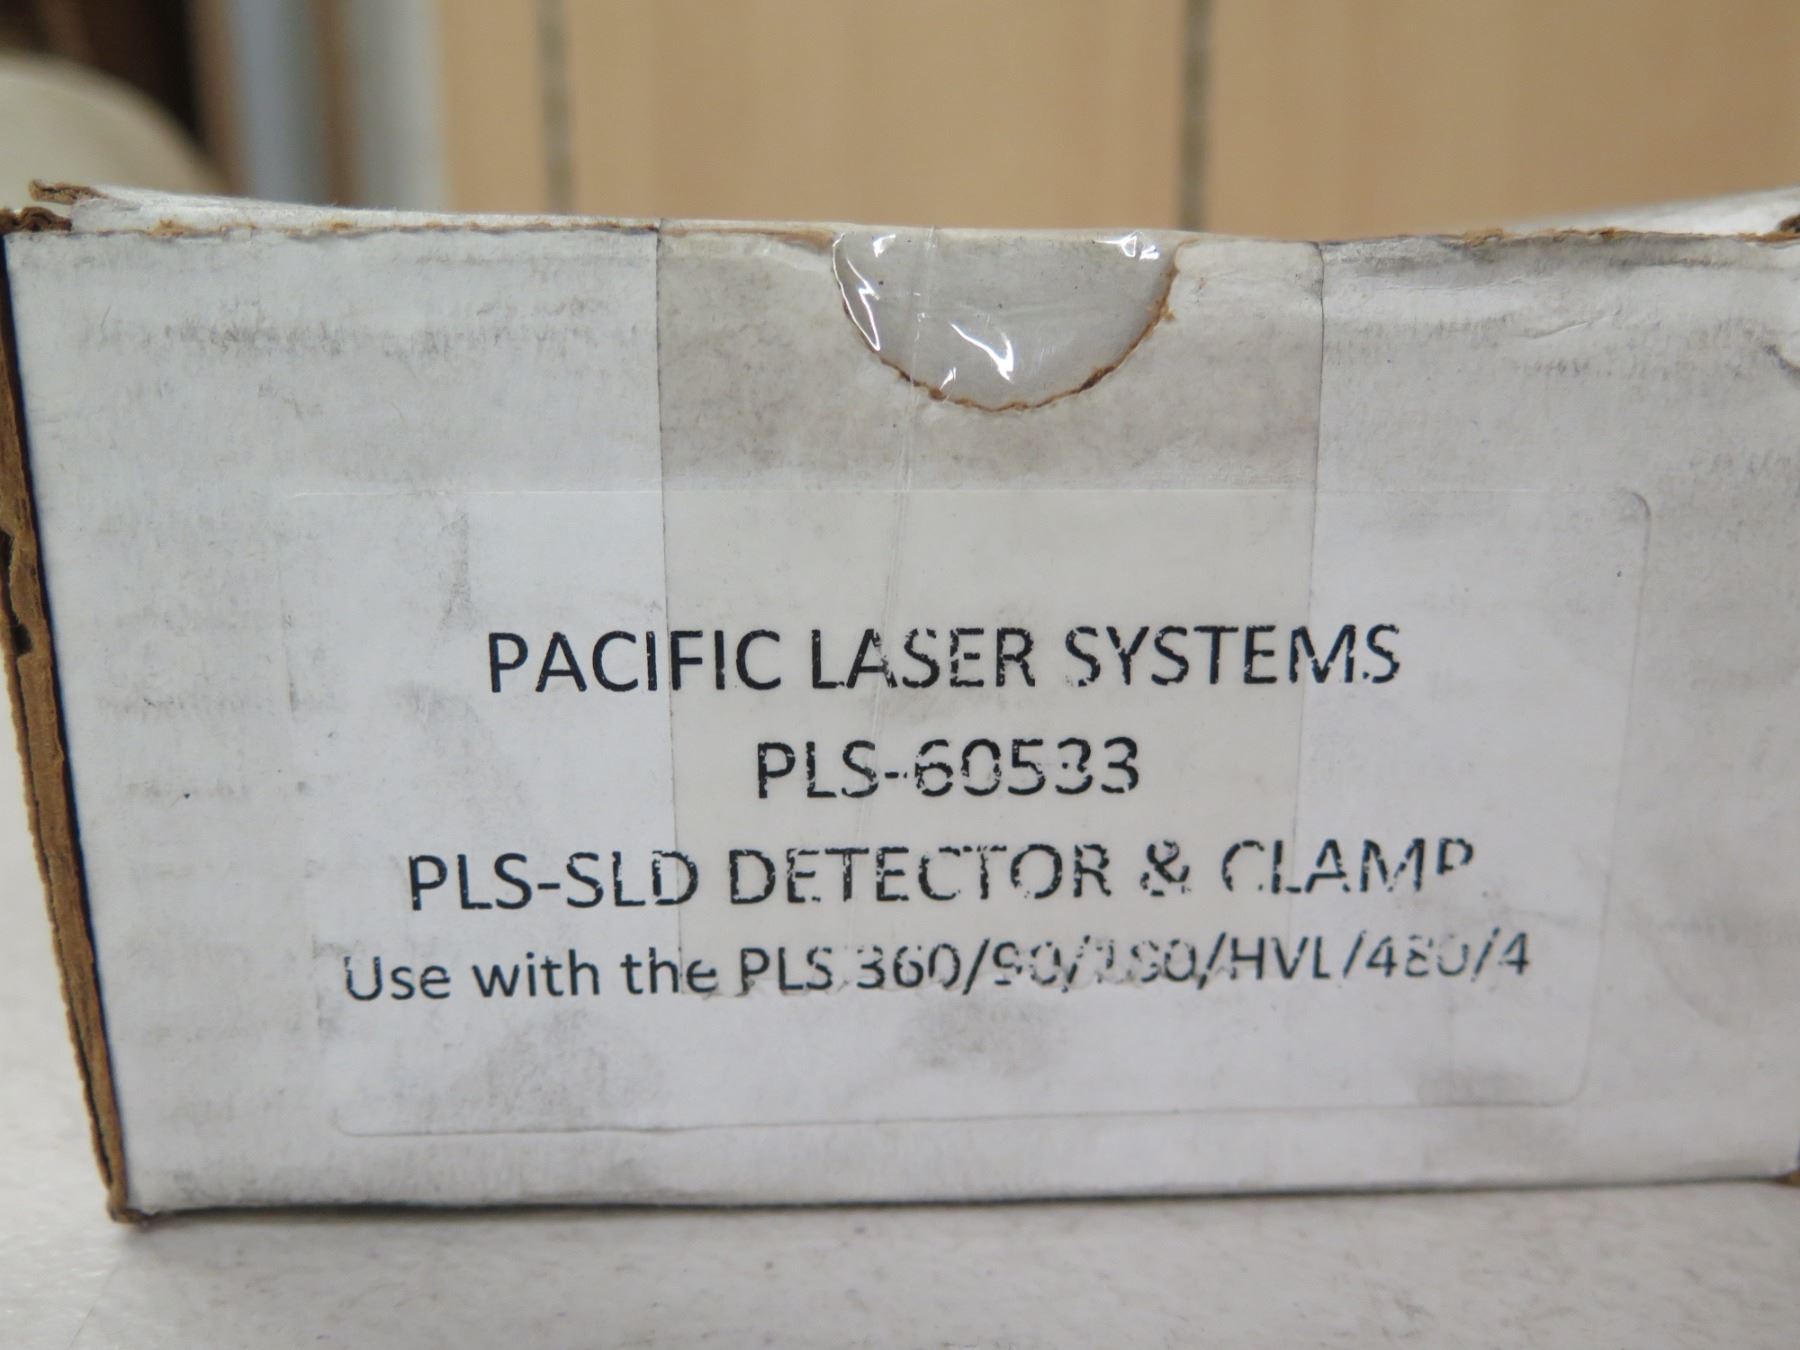 PACIFIC LASER SYSTEMS
PLS-60533
PLS-SLD DETECTOR & CLAMP
Use with the PLS 360/90/180/HVL/480/4